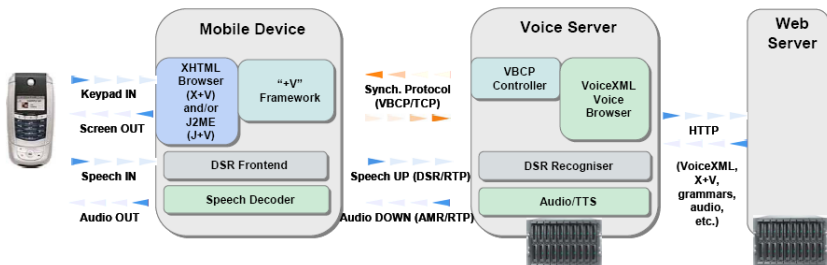 Mobile Device
Voice Server
Web
Server
XHTML
Browser
(X+V)
and/or
J2ME
(J+V)
“+V”
Framework
VBCP
Controller
VoiceXML
Voice
Browser
Keypad IN
Screen OUT
Synch. Protocol
(VBCP/TCP)
HTTP
(VoiceXML,
X+V,
grammars,
audio,
etc.)
DSR Frontend
DSR Recogniser
Speech IN
Speech UP (DSR/RTP)
Speech Decoder
Audio/TTS
Audio OUT
Audio DOWN (AMR/RTP)